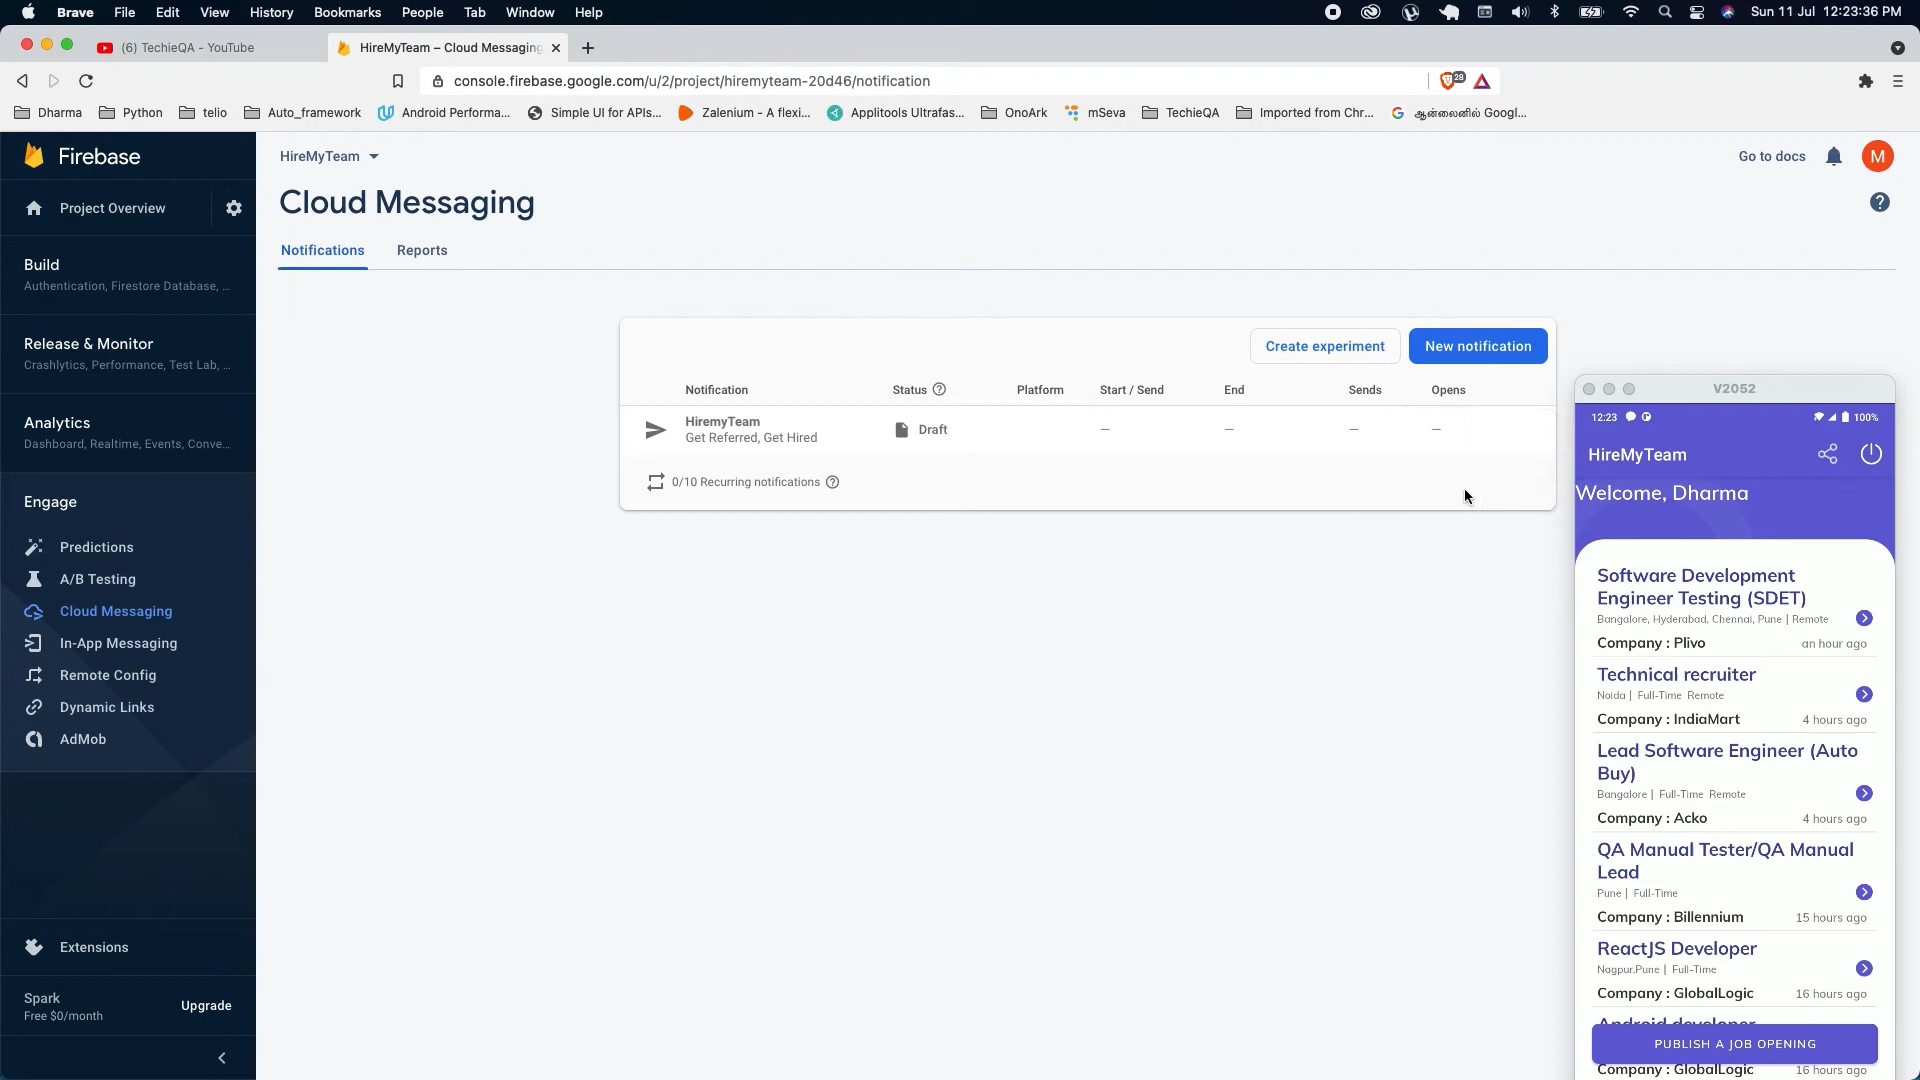 Brave File Edit View History Bookmarks People Tab Window Help
Sun 11 Jul 12:23:36 PM
(6) TechieQA - YouTube
HireMyTeam – Cloud Messaging
console.firebase.google.com/u/2/project/hiremyteam-20d46/notification
28
Dharma Python telio Auto_framework Android Performa... Simple UI for APIs... Zalenium - A flexi... Applitools Ultrafas... OnoArk mSeva TechieQA Imported from Chr... ஆன்லைனில் Googl...
Firebase
HireMyTeam
Go to docs
M
Project Overview
Cloud Messaging
Notifications Reports
Build
Authentication, Firestore Database, ...
Release & Monitor
Crashlytics, Performance, Test Lab, ...
Analytics
Dashboard, Realtime, Events, Conve...
Engage
Predictions
A/B Testing
Cloud Messaging
In-App Messaging
Remote Config
Dynamic Links
AdMob
Extensions
Spark
Free $0/month
Upgrade
Create experiment New notification
Notification Status Platform Start / Send End Sends Opens
HiremyTeam
Get Referred, Get Hired
Draft – – – –
0/10 Recurring notifications
V2052
12:23 100%
HireMyTeam
Welcome, Dharma
Software Development
Engineer Testing (SDET)
Bangalore, Hyderabad, Chennai, Pune | Remote
Company : Plivo an hour ago
Technical recruiter
Noida | Full-Time Remote
Company : IndiaMart 4 hours ago
Lead Software Engineer (Auto
Buy)
Bangalore | Full-Time Remote
Company : Acko 4 hours ago
QA Manual Tester/QA Manual
Lead
Pune | Full-Time
Company : Billennium 15 hours ago
ReactJS Developer
Nagpur,Pune | Full-Time
Company : GlobalLogic 16 hours ago
Android developer
PUBLISH A JOB OPENING
Company : GlobalLogic 16 hours ago